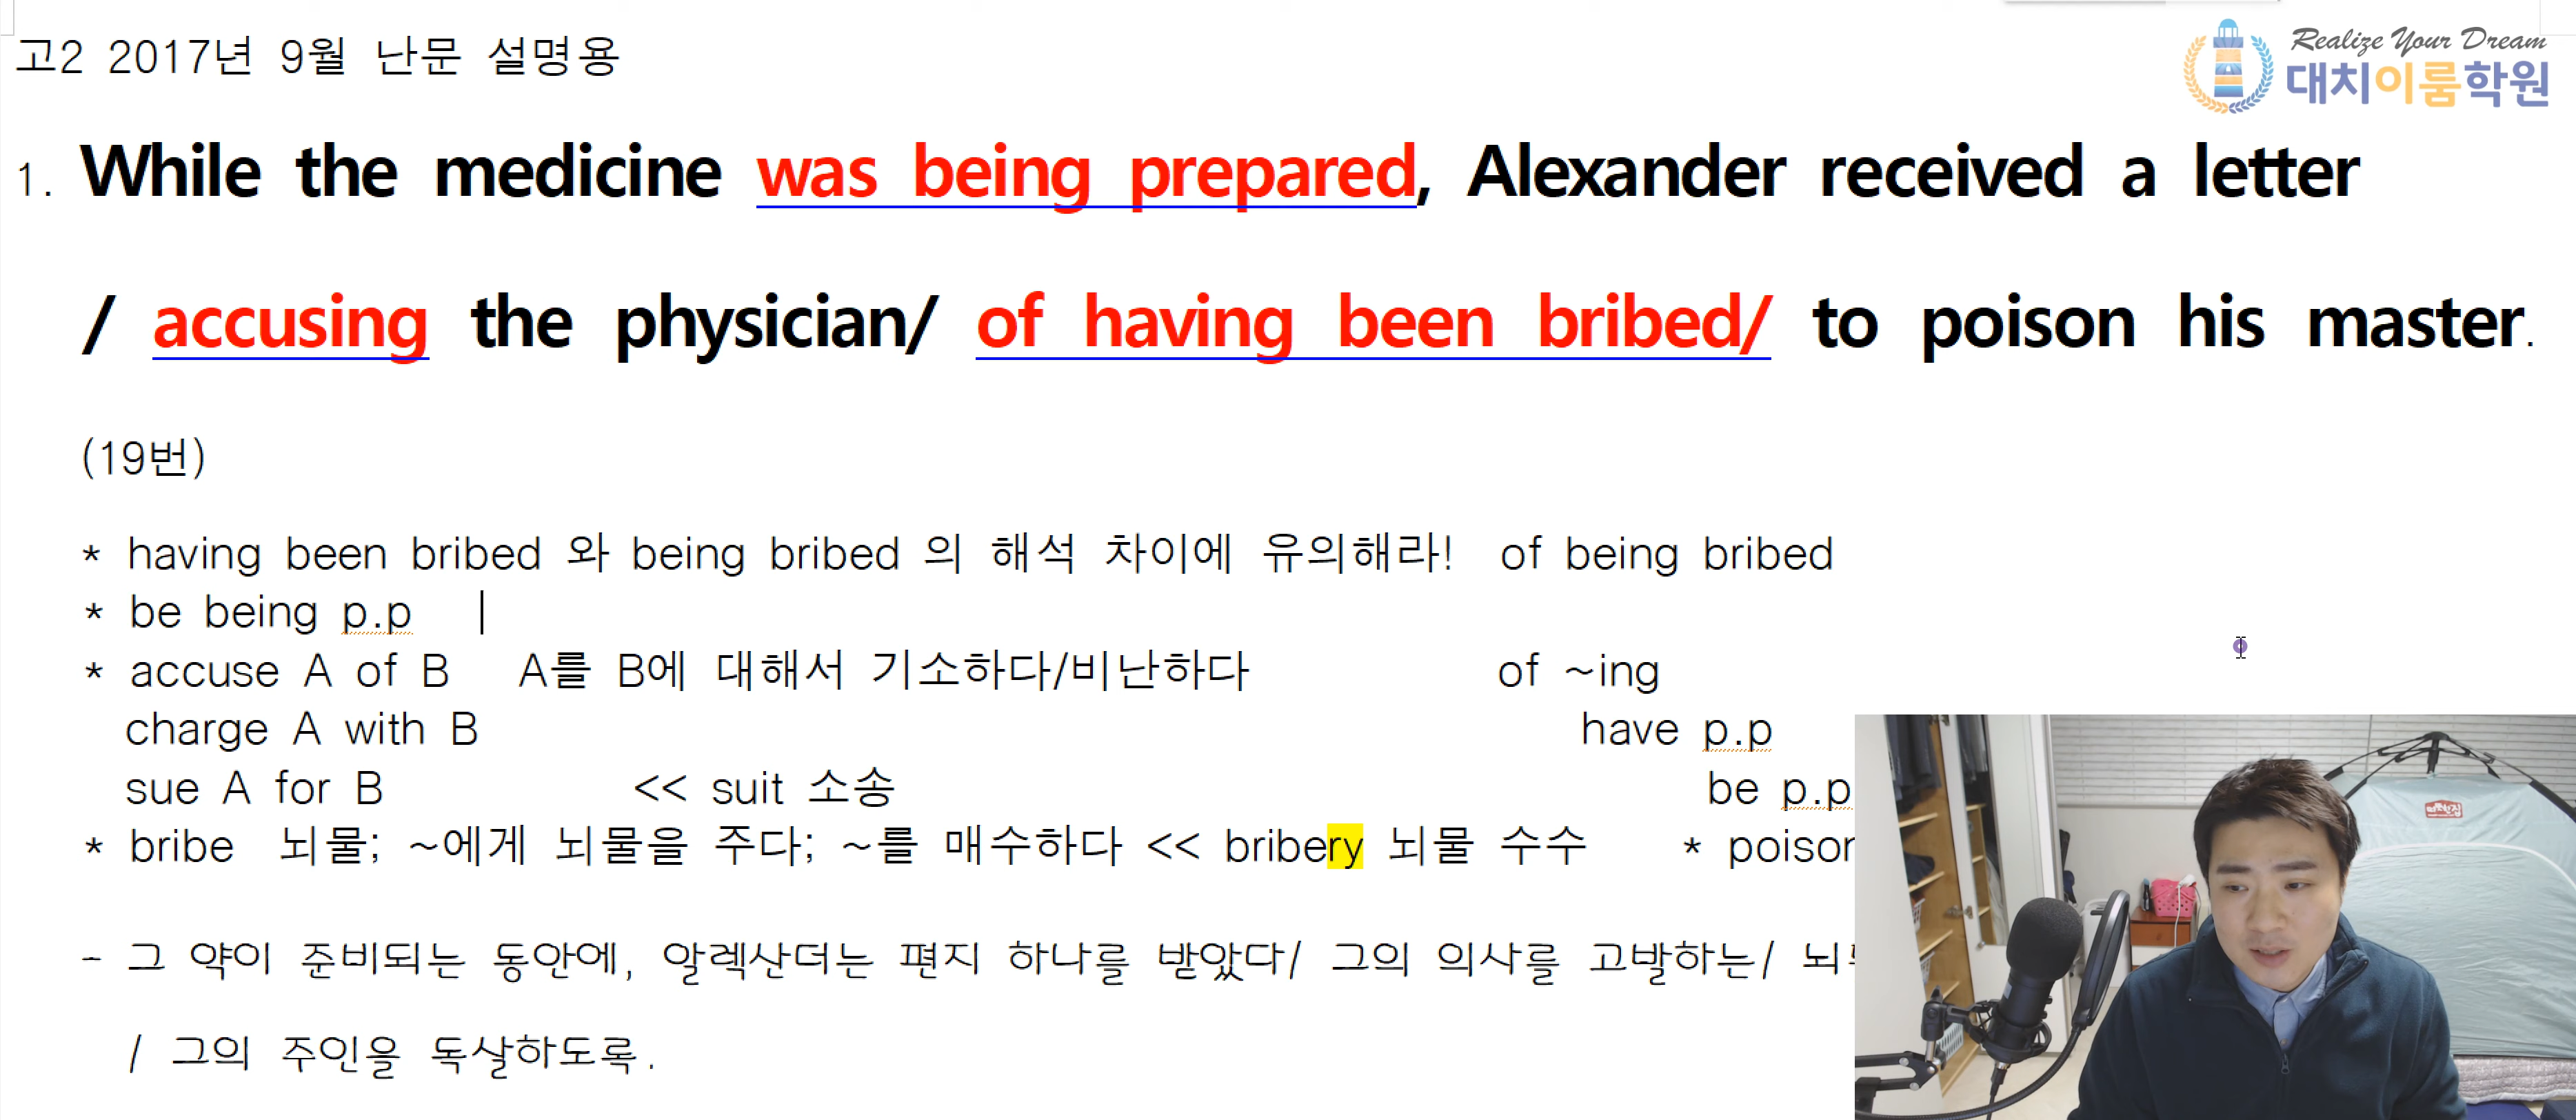 고2 2017년 9월 난문 설명용
Realize Your Dream
대치이룸학원
1. While the medicine was being prepared, Alexander received a letter
/ accusing the physician/ of having been bribed/ to poison his master.
(19번)
* having been bribed 와 being bribed 의 해석 차이에 유의해라! of being bribed
* be being p.p
* accuse A of B A를 B에 대해서 기소하다/비난하다 of ~ing
charge A with B have p.p
sue A for B << suit 소송 be p.p
* bribe 뇌물; ~에게 뇌물을 주다; ~를 매수하다 << bribery 뇌물 수수 *
- 그 약이 준비되는 동안에, 알렉산더는 편지 하나를 받았다/ 그의 의사를 고발하는/
/ 그의 주인을 독살하도록.